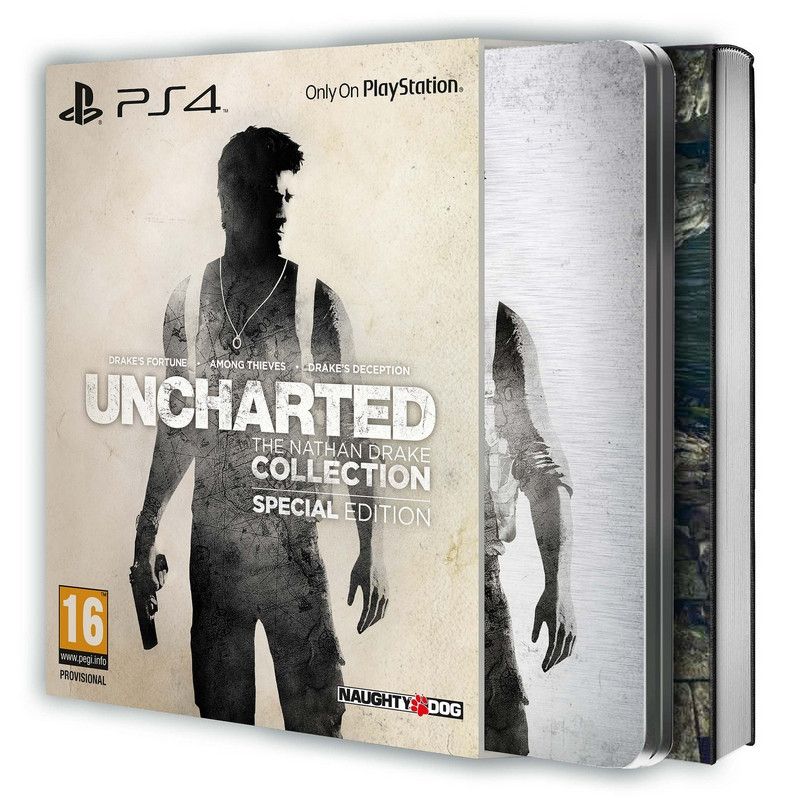 PS4™
Only On PlayStation®
DRAKE'S FORTUNE • AMONG THIEVES • DRAKE'S DECEPTION
UNCHARTED
THE NATHAN DRAKE
COLLECTION
SPECIAL EDITION
16
www.pegi.info
PROVISIONAL
NAUGHTY DOG